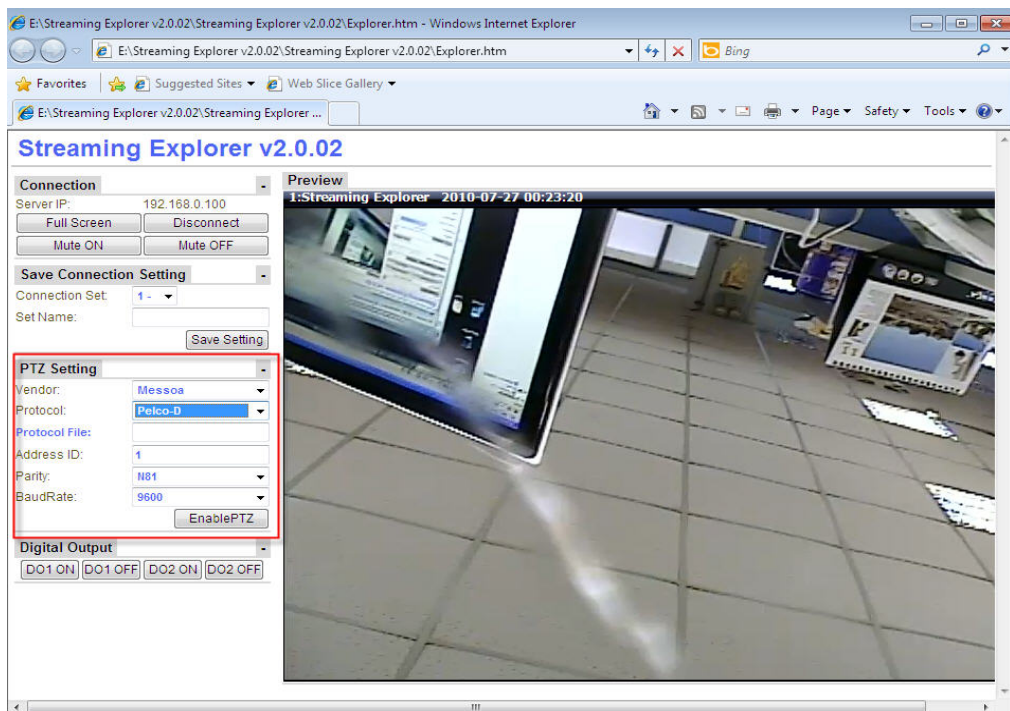 E:\Streaming Explorer v2.0.02\Streaming Explorer v2.0.02\Explorer.htm - Windows Internet Explorer
E:\Streaming Explorer v2.0.02\Streaming Explorer v2.0.02\Explorer.htm
Bing
Favorites Suggested Sites Web Slice Gallery
E:\Streaming Explorer v2.0.02\Streaming Explorer ...
Page Safety Tools
Streaming Explorer v2.0.02
Connection -
Server IP: 192.168.0.100
Full Screen Disconnect
Mute ON Mute OFF
Save Connection Setting -
Connection Set: 1 -
Set Name:
Save Setting
PTZ Setting -
Vendor: Messoa
Protocol: Pelco-D
Protocol File:
Address ID: 1
Parity: N81
BaudRate: 9600
EnablePTZ
Digital Output -
DO1 ON DO1 OFF DO2 ON DO2 OFF
Preview
1:Streaming Explorer 2010-07-27 00:23:20